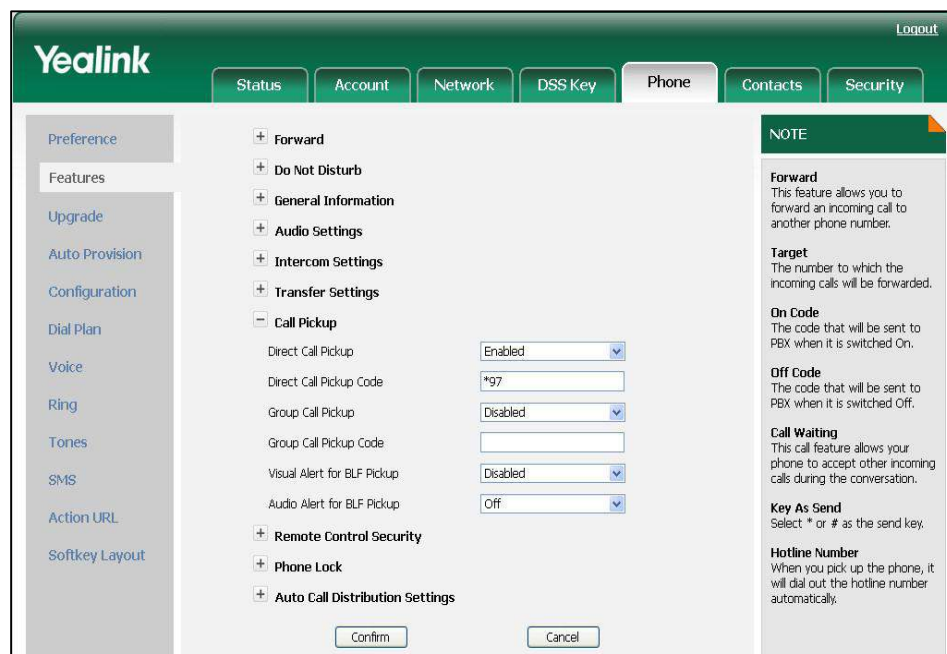 Logout
Yealink
Status Account Network DSS Key Phone Contacts Security
Preference
Features
Upgrade
Auto Provision
Configuration
Dial Plan
Voice
Ring
Tones
SMS
Action URL
Softkey Layout
Forward
Do Not Disturb
General Information
Audio Settings
Intercom Settings
Transfer Settings
Call Pickup
Direct Call Pickup Enabled
Direct Call Pickup Code *97
Group Call Pickup Disabled
Group Call Pickup Code
Visual Alert for BLF Pickup Disabled
Audio Alert for BLF Pickup Off
Remote Control Security
Phone Lock
Auto Call Distribution Settings
Confirm Cancel
NOTE
Forward
This feature allows you to
forward an incoming call to
another phone number.
Target
The number to which the
incoming calls will be forwarded.
On Code
The code that will be sent to
PBX when it is switched On.
Off Code
The code that will be sent to
PBX when it is switched Off.
Call Waiting
This call feature allows your
phone to accept other incoming
calls during the conversation.
Key As Send
Select * or # as the send key.
Hotline Number
When you pick up the phone, it
will dial out the hotline number
automatically.